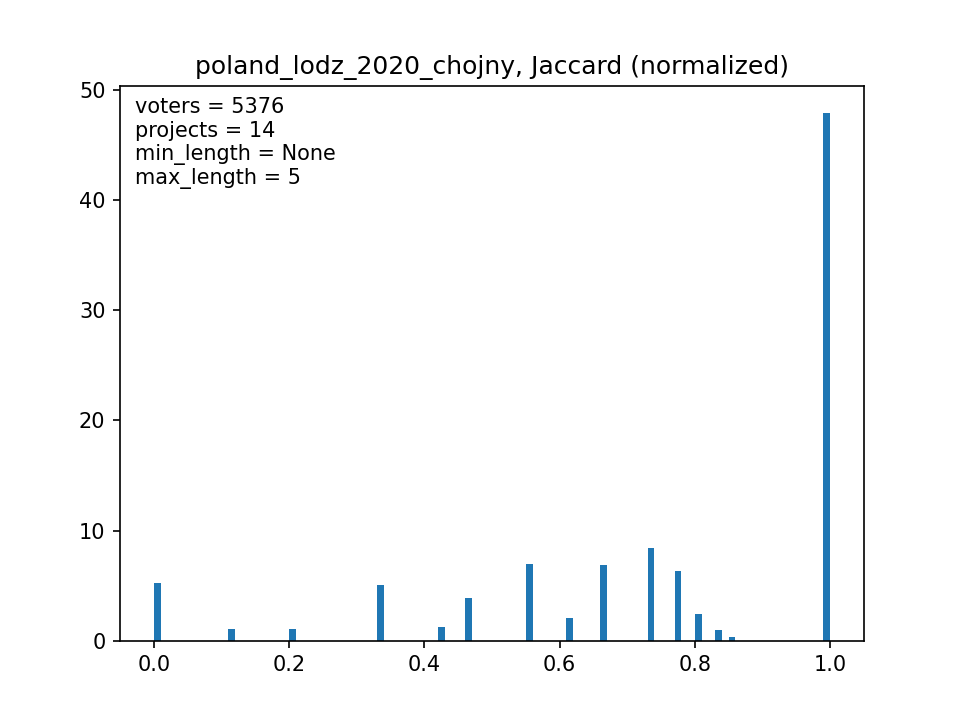 poland_lodz_2020_chojny, Jaccard (normalized)
voters = 5376
projects = 14
min_length = None
max_length = 5
50
40
30
20
10
0
0.0 0.2 0.4 0.6 0.8 1.0